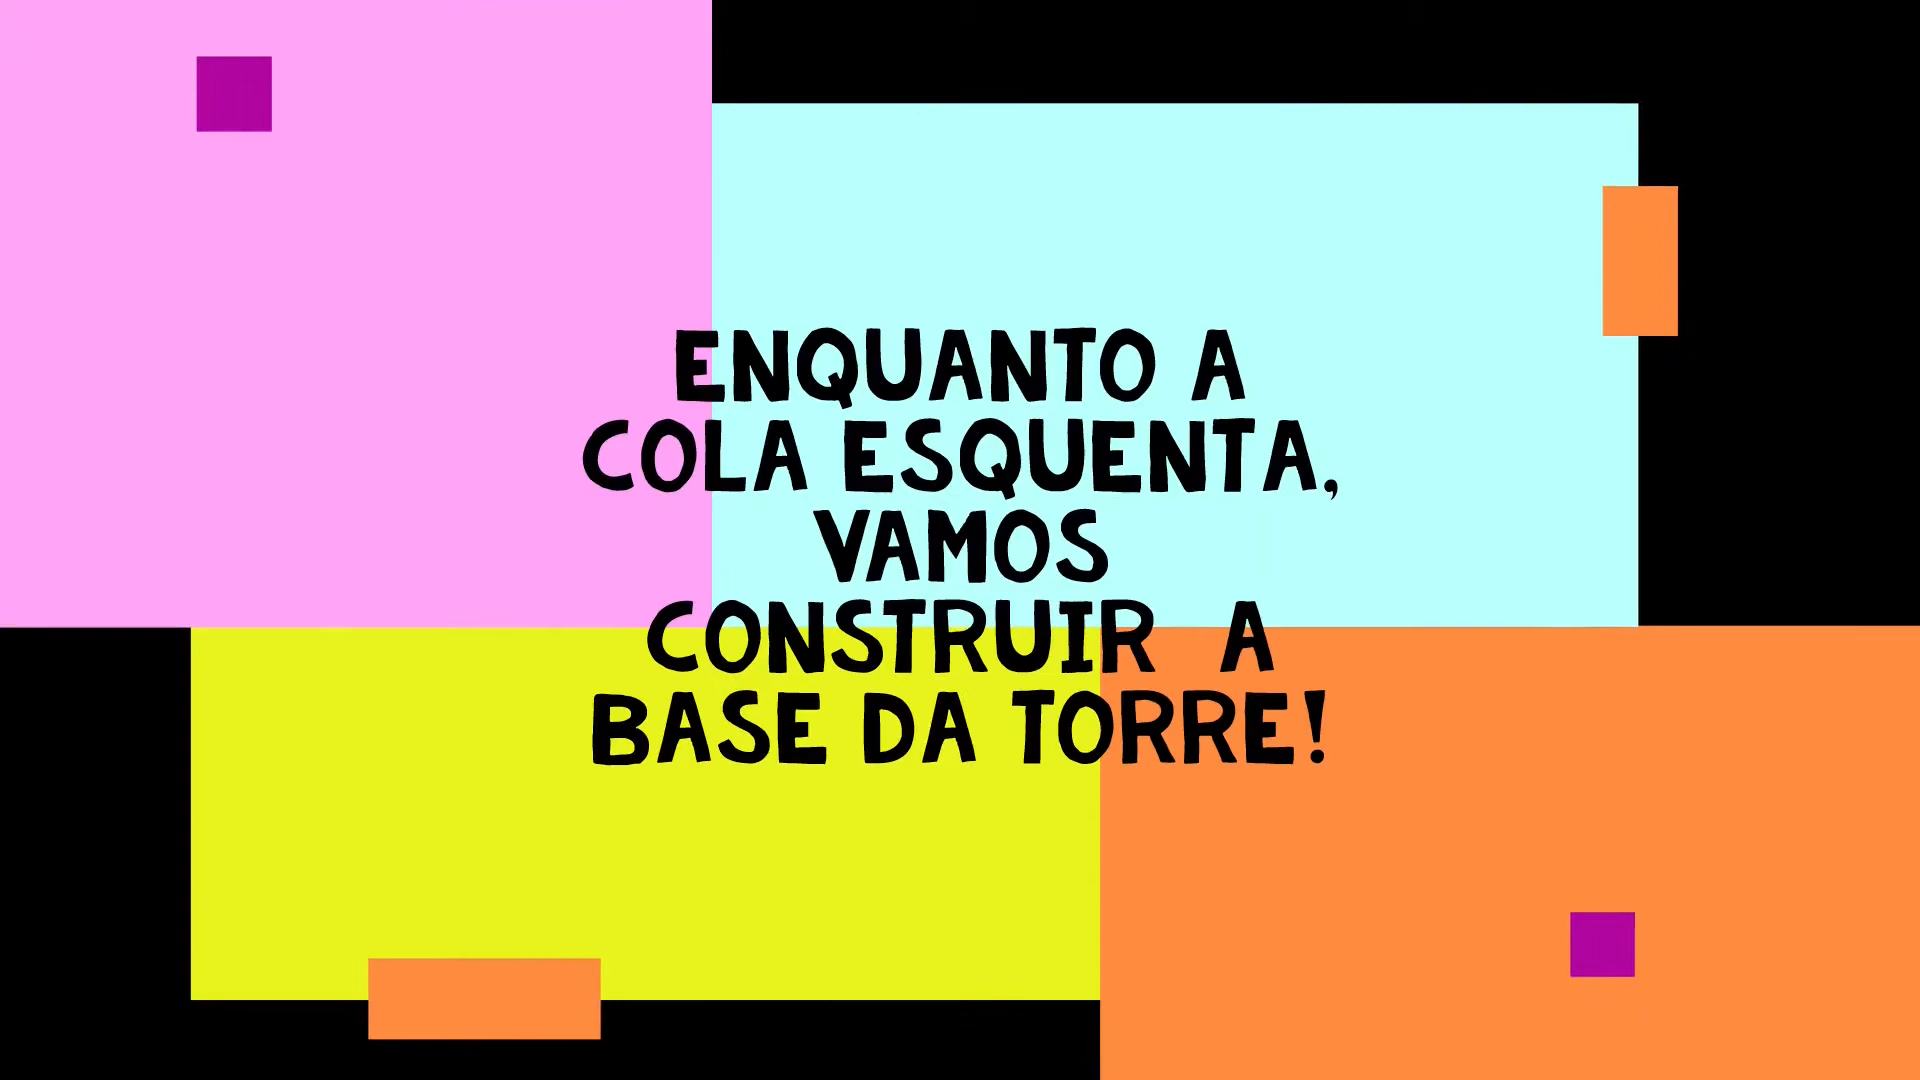 ENQUANTO A
COLA ESQUENTA,
VAMOS
CONSTRUIR A
BASE DA TORRE!